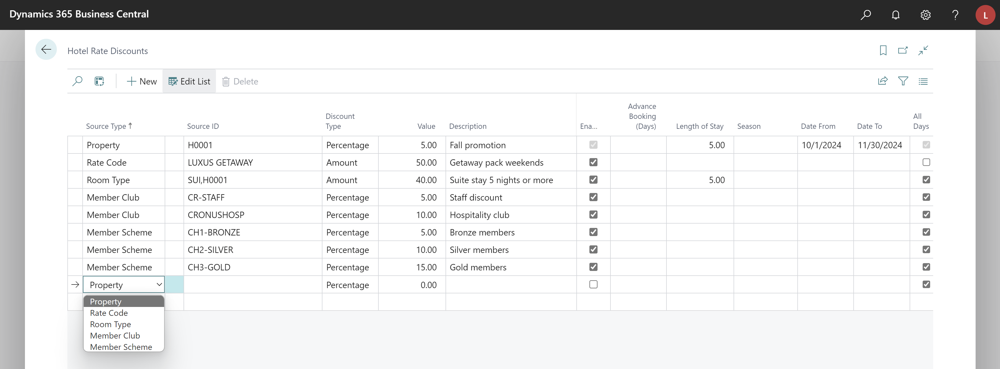 Dynamics 365 Business Central
L
Hotel Rate Discounts
New Edit List Delete
Source Type Source ID Discount Type Value Description Ena... Advance Booking (Days) Length of Stay Season Date From Date To All Days
Property H0001 Percentage 5.00 Fall promotion 5.00 10/1/2024 11/30/2024
Rate Code LUXUS GETAWAY Amount 50.00 Getaway pack weekends
Room Type SUI,H0001 Amount 40.00 Suite stay 5 nights or more 5.00
Member Club CR-STAFF Percentage 5.00 Staff discount
Member Club CRONUSHOSP Percentage 10.00 Hospitality club
Member Scheme CH1-BRONZE Percentage 5.00 Bronze members
Member Scheme CH2-SILVER Percentage 10.00 Silver members
Member Scheme CH3-GOLD Percentage 15.00 Gold members
Property Percentage 0.00
Property
Rate Code
Room Type
Member Club
Member Scheme